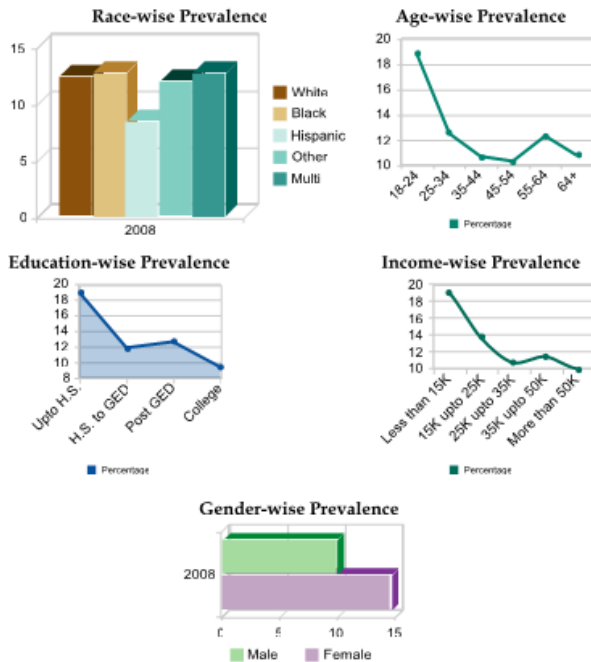 Race-wise Prevalence
15
10
5
0
2008
White
Black
Hispanic
Other
Multi
Age-wise Prevalence
20
18
16
14
12
10
18-24
25-34
35-44
45-54
55-64
64+
Percentage
Education-wise Prevalence
20
18
16
14
12
10
8
Upto H.S.
H.S. to GED
Post GED
College
Percentage
Income-wise Prevalence
20
18
16
14
12
10
Less than 15K
15K upto 25K
25K upto 35K
35K upto 50K
More than 50K
Percentage
Gender-wise Prevalence
2008
0
5
10
15
Male
Female